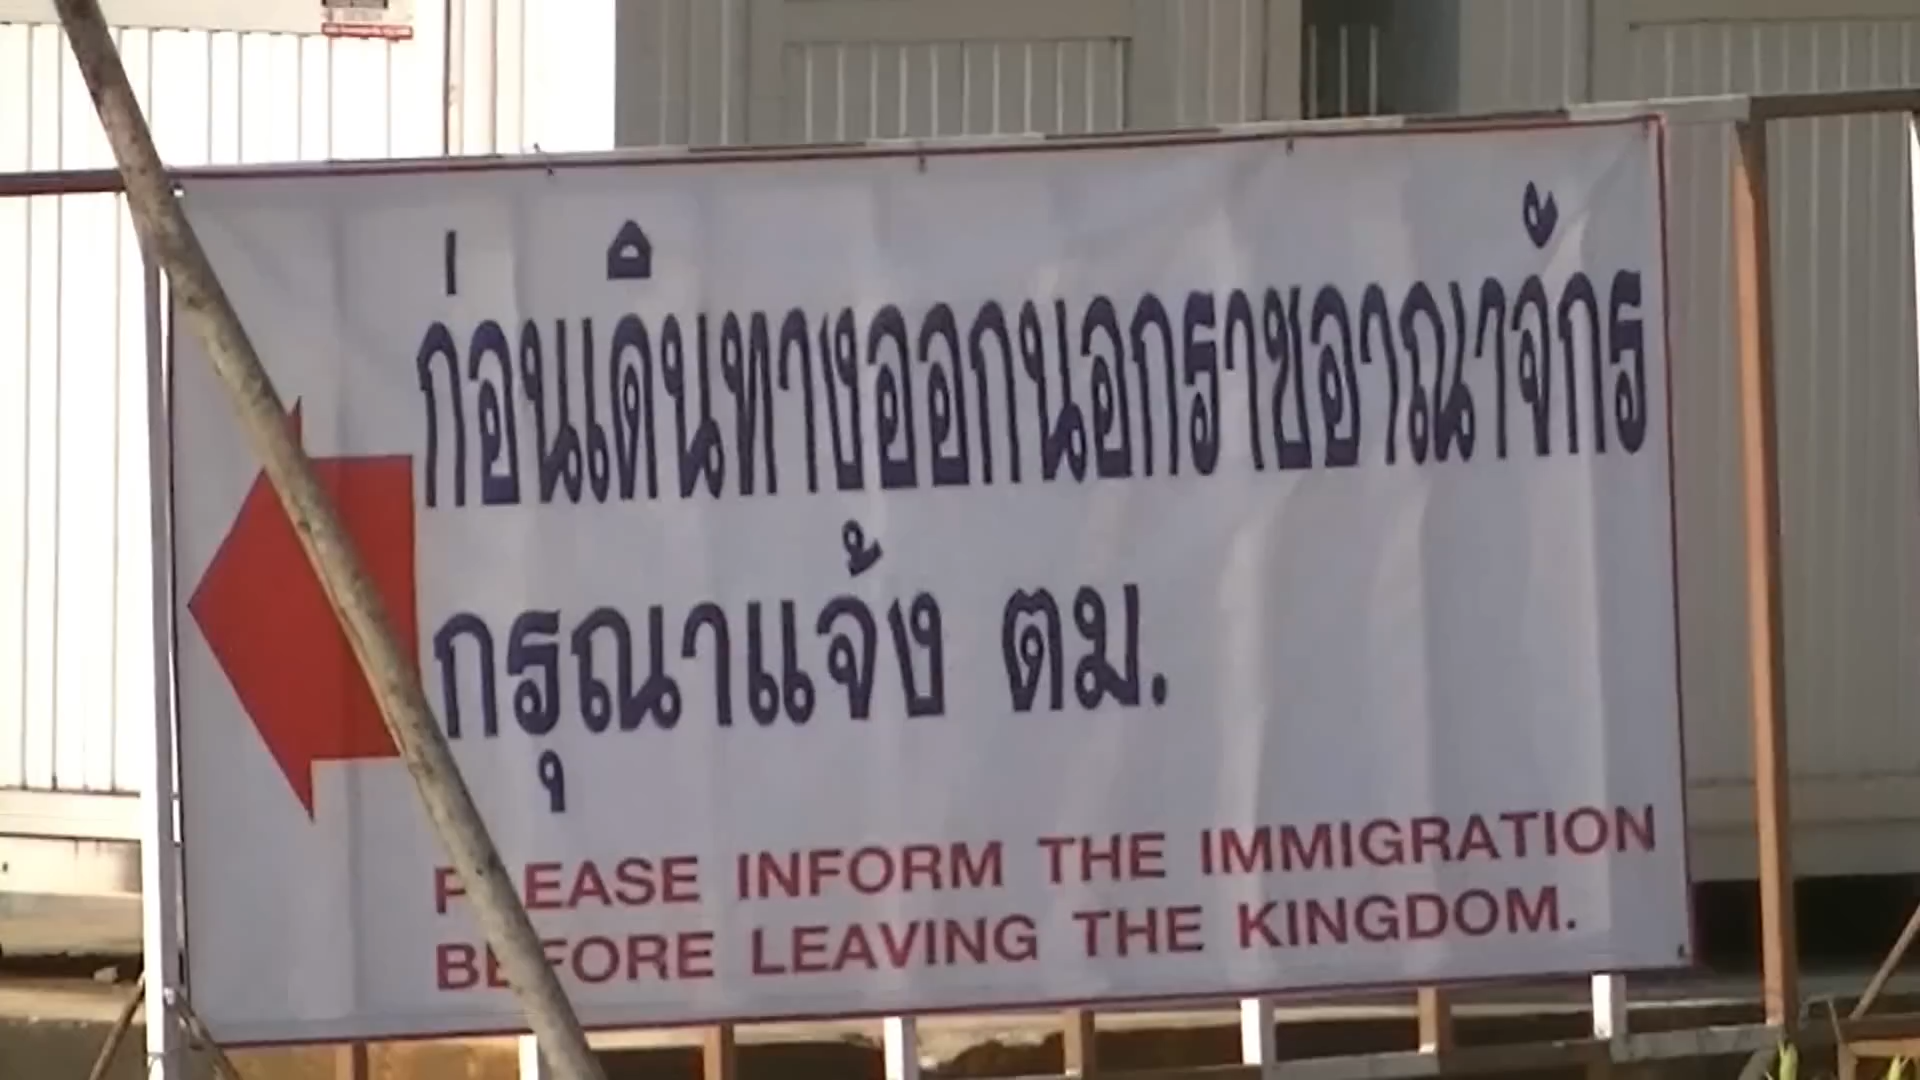 ก่อนเดินทางออกนอกราชอาณาจักร
กรุณาแจ้ง ตม.
PLEASE INFORM THE IMMIGRATION
BEFORE LEAVING THE KINGDOM.